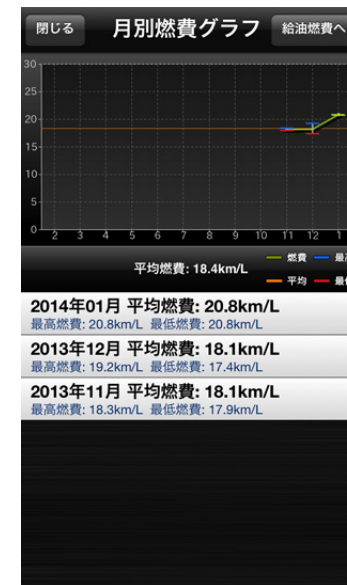 閉じる 月別燃費グラフ 給油燃費へ
30
25
20
15
10
5
0
2 3 4 5 6 7 8 9 10 11 12 1
平均燃費: 18.4km/L
燃費 最高
平均 最低
2014年01月 平均燃費: 20.8km/L
最高燃費: 20.8km/L 最低燃費: 20.8km/L
2013年12月 平均燃費: 18.1km/L
最高燃費: 19.2km/L 最低燃費: 17.4km/L
2013年11月 平均燃費: 18.1km/L
最高燃費: 18.3km/L 最低燃費: 17.9km/L